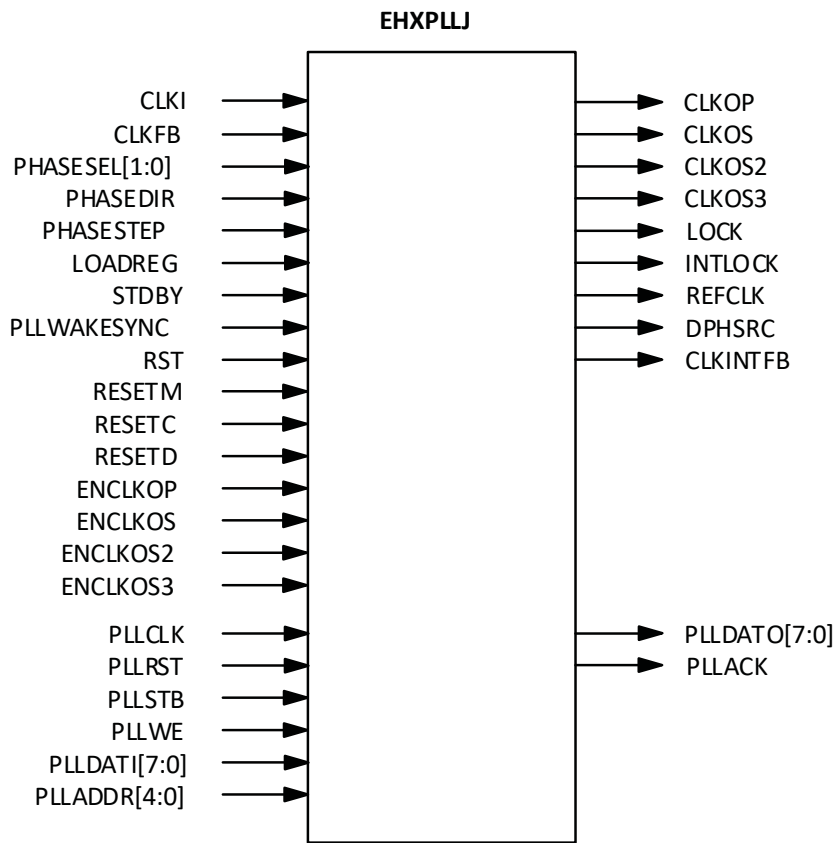 EHXPLLJ
CLKI
CLKFB
PHASESEL[1:0]
PHASEDIR
PHASESTEP
LOADREG
STDBY
PLLWAKESYNC
RST
RESETM
RESETC
RESETD
ENCLKOP
ENCLKOS
ENCLKOS2
ENCLKOS3
PLLCLK
PLLRST
PLLSTB
PLLWE
PLLDATI[7:0]
PLLADDR[4:0]
CLKOP
CLKOS
CLKOS2
CLKOS3
LOCK
INTLOCK
REFCLK
DPHSRC
CLKINTFB
PLLDATO[7:0]
PLLACK